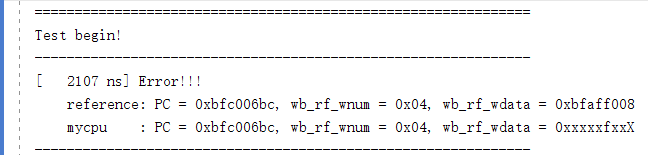 ==============================================================
Test begin!
--------------------------------------------------------------
[   2107 ns] Error!!!
    reference: PC = 0xbfc006bc, wb_rf_wnum = 0x04, wb_rf_wdata = 0xbfaff008
    mycpu    : PC = 0xbfc006bc, wb_rf_wnum = 0x04, wb_rf_wdata = 0xxxxxfxxX
--------------------------------------------------------------